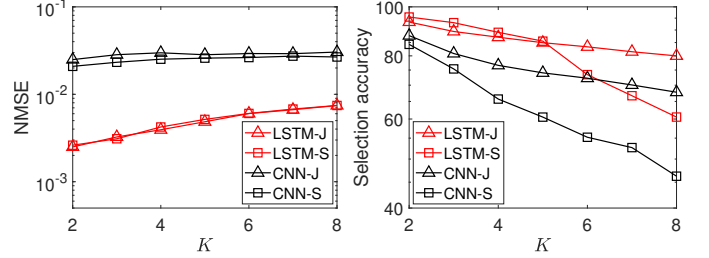 10^-1
10^-2
10^-3
NMSE
2 4 6 8
K
LSTM-J
LSTM-S
CNN-J
CNN-S
100
80
60
40
Selection accuracy
2 4 6 8
K
LSTM-J
LSTM-S
CNN-J
CNN-S